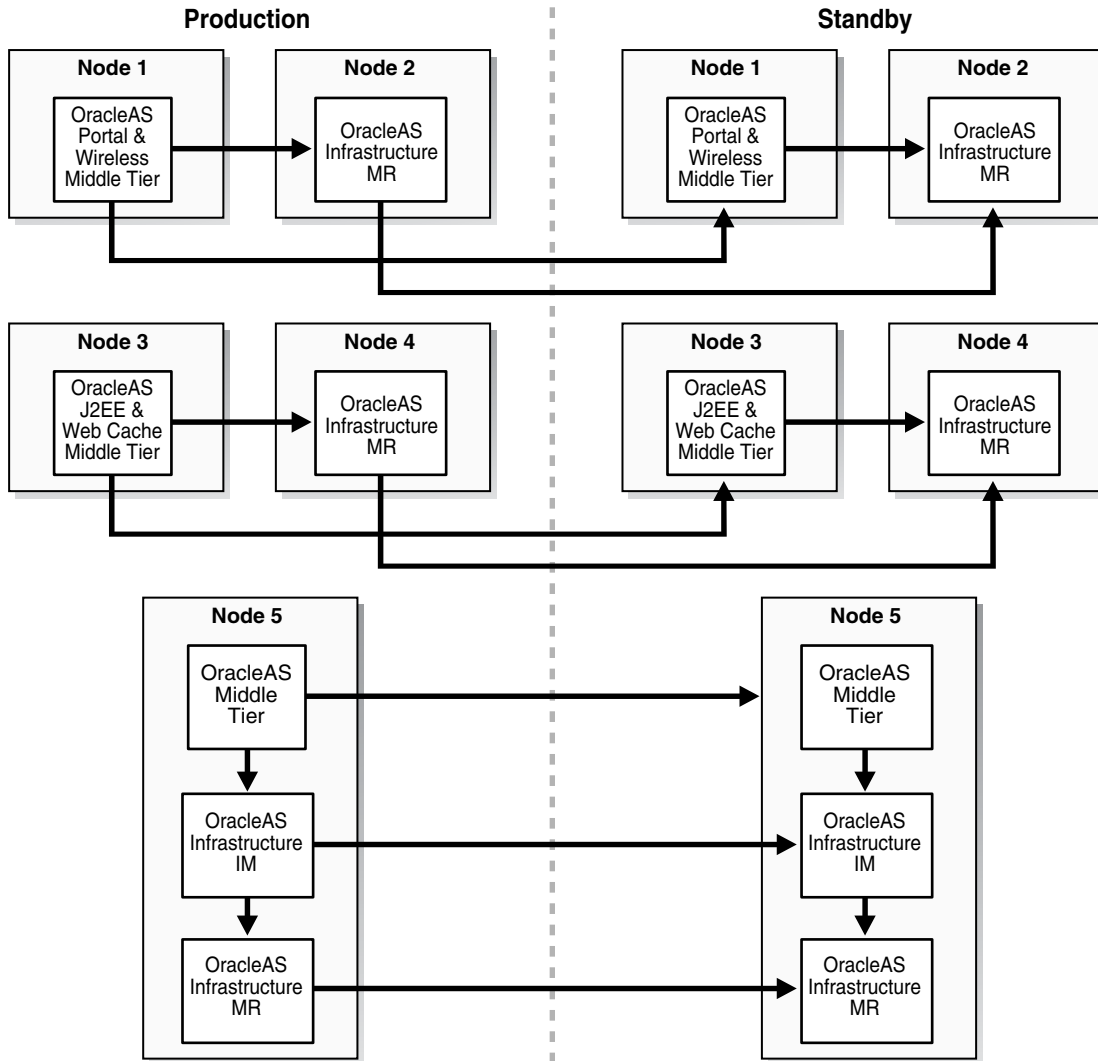 Production
Standby
Node 1
OracleAS
Portal &
Wireless
Middle Tier
Node 2
OracleAS
Infrastructure
MR
Node 1
OracleAS
Portal &
Wireless
Middle Tier
Node 2
OracleAS
Infrastructure
MR
Node 3
OracleAS
J2EE &
Web Cache
Middle Tier
Node 4
OracleAS
Infrastructure
MR
Node 3
OracleAS
J2EE &
Web Cache
Middle Tier
Node 4
OracleAS
Infrastructure
MR
Node 5
OracleAS
Middle
Tier
OracleAS
Infrastructure
IM
OracleAS
Infrastructure
MR
Node 5
OracleAS
Middle
Tier
OracleAS
Infrastructure
IM
OracleAS
Infrastructure
MR